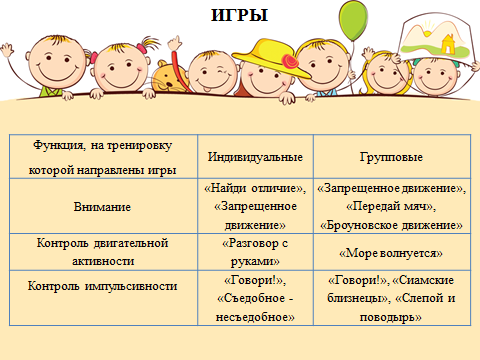 ИГРЫ
Функция, на тренировку
которой направлены игры
Индивидуальные
Групповые
Внимание
«Найди отличие»,
«Запрещенное
движение»
«Запрещенное движение»,
«Передай мяч»,
«Броуновское движение»
Контроль двигательной
активности
«Разговор с
руками»
«Море волнуется»
Контроль импульсивности
«Говори!»,
«Съедобное -
несъедобное»
«Говори!», «Сиамские
близнецы», «Слепой и
поводырь»